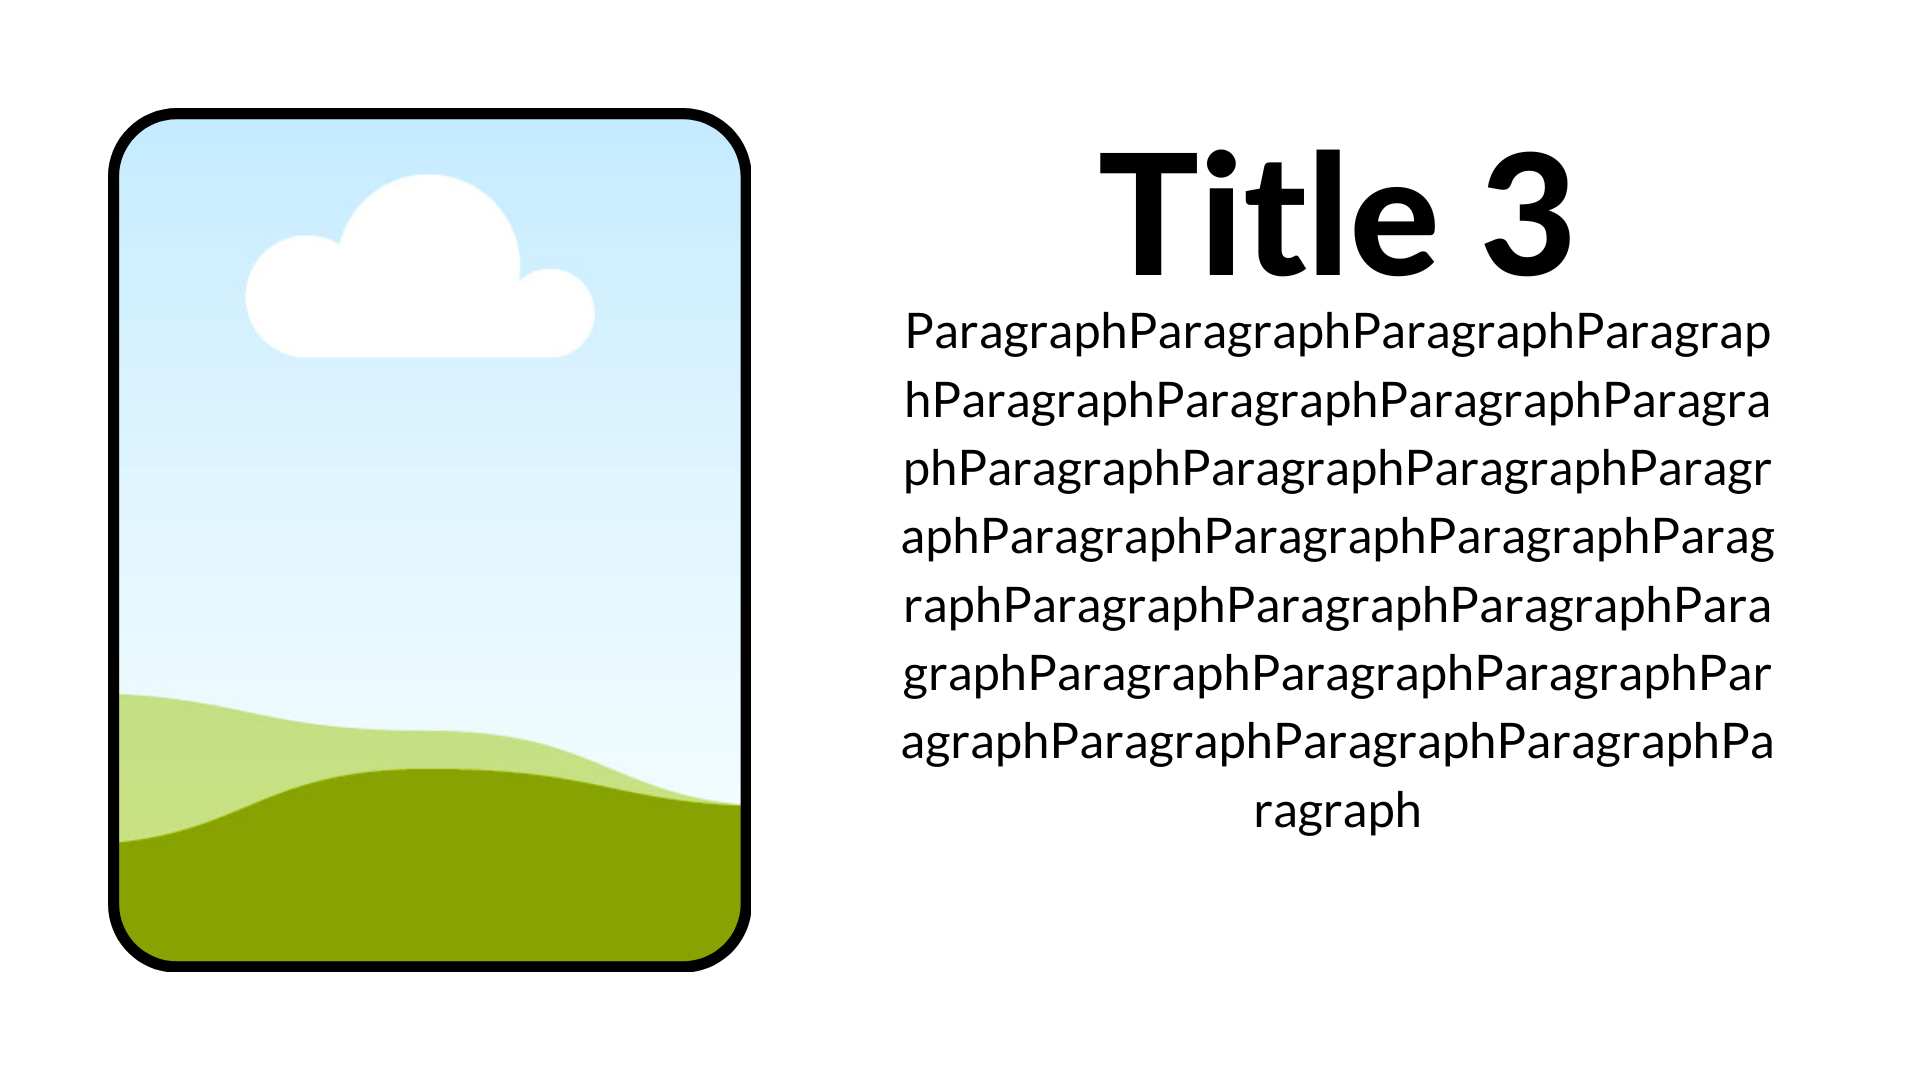 Title 3
ParagraphParagraphParagraphParagrap
hParagraphParagraphParagraphParagra
phParagraphParagraphParagraphParagr
aphParagraphParagraphParagraphParag
raphParagraphParagraphParagraphPara
graphParagraphParagraphParagraphPar
agraphParagraphParagraphParagraphPa
ragraph